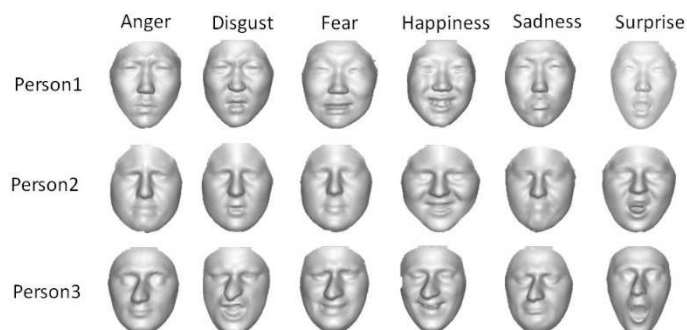 Anger Disgust Fear Happiness Sadness Surprise
Person1
Person2
Person3